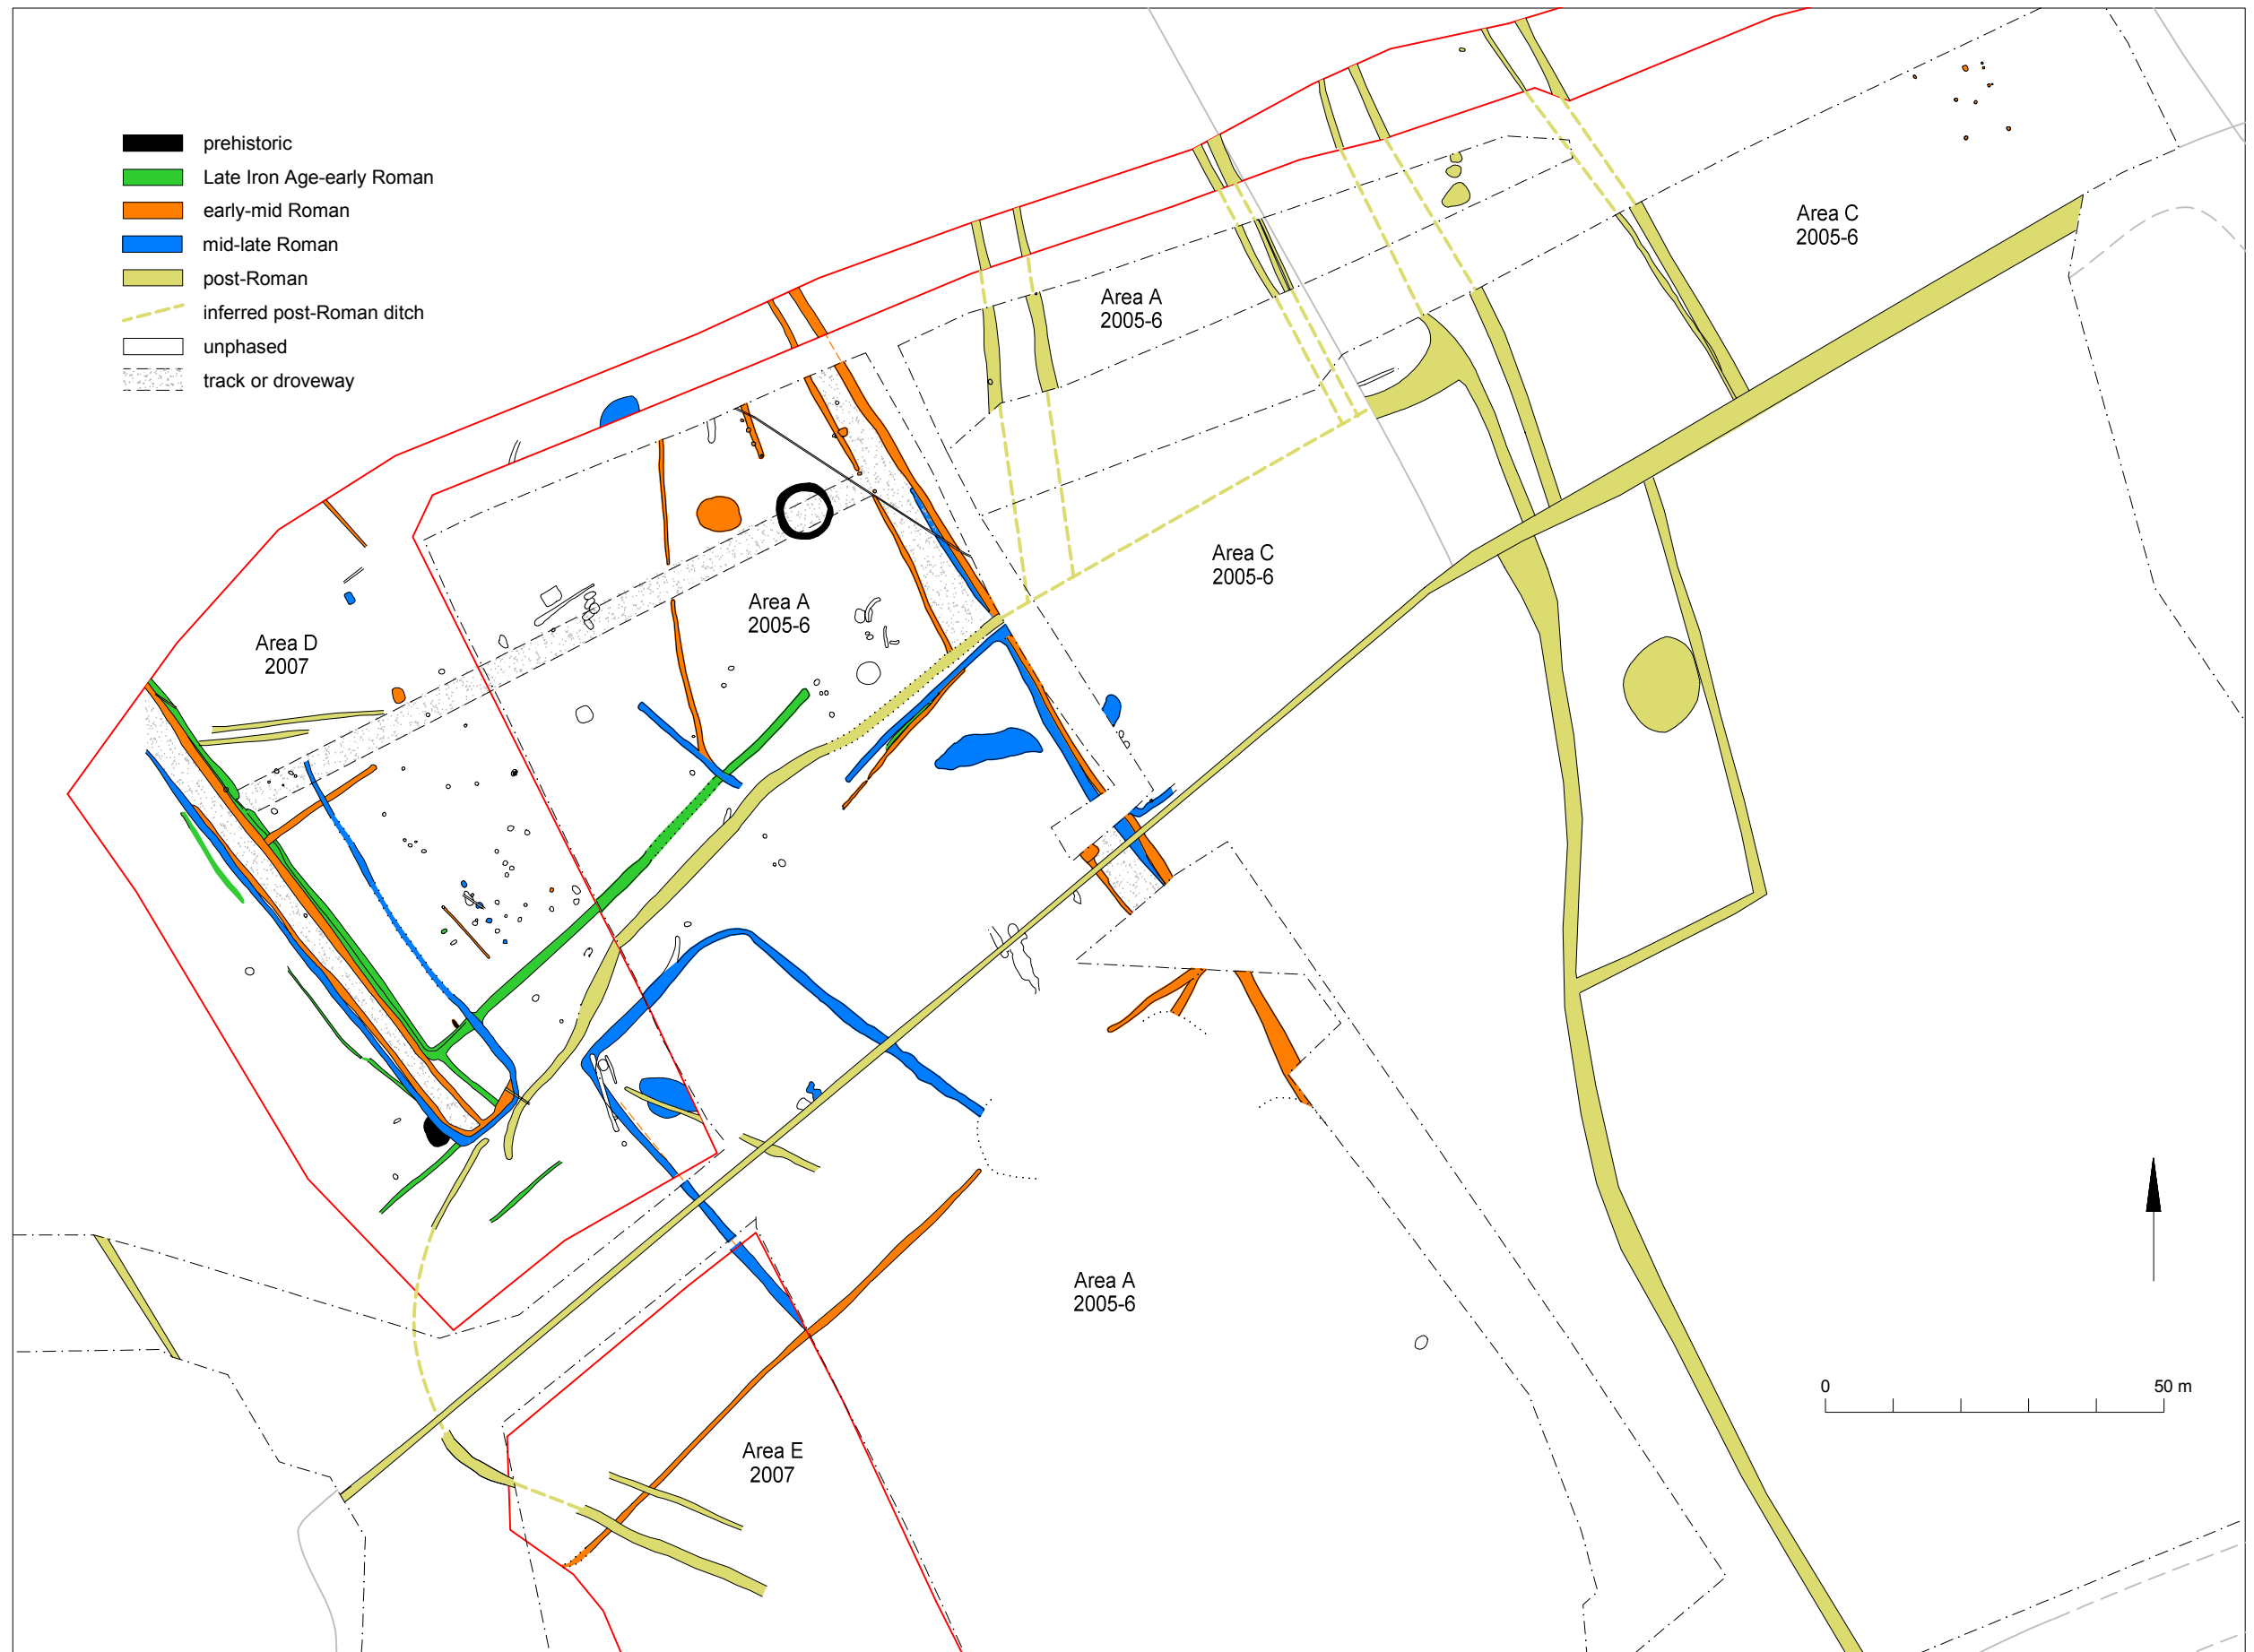 prehistoric
Late Iron Age-early Roman
early-mid Roman
mid-late Roman
post-Roman
inferred post-Roman ditch
unphased
track or droveway
Area C
2005-6
Area A
2005-6
Area C
2005-6
Area A
2005-6
Area D
2007
Area A
2005-6
0
50 m
Area E
2007